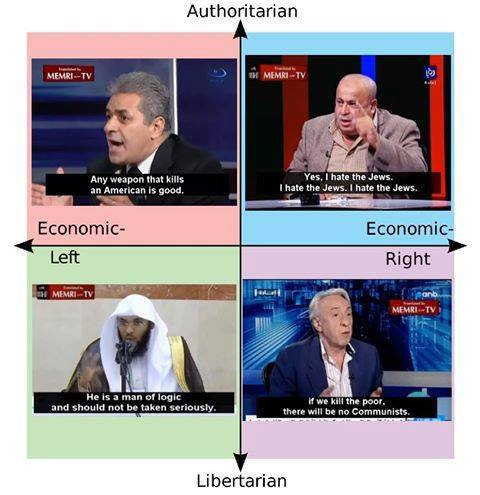 Authoritarian
Translated by
MEMRI TV
Any weapon that kills
an American is good.
Translated by
MEMRI TV
Yes, I hate the Jews.
I hate the Jews. I hate the Jews.
Economic-
Left
Economic-
Right
MEMRI TV
He is a man of logic
and should not be taken seriously.
anb
Translated by
MEMRI TV
if we kill the poor,
there will be no Communists.
Libertarian